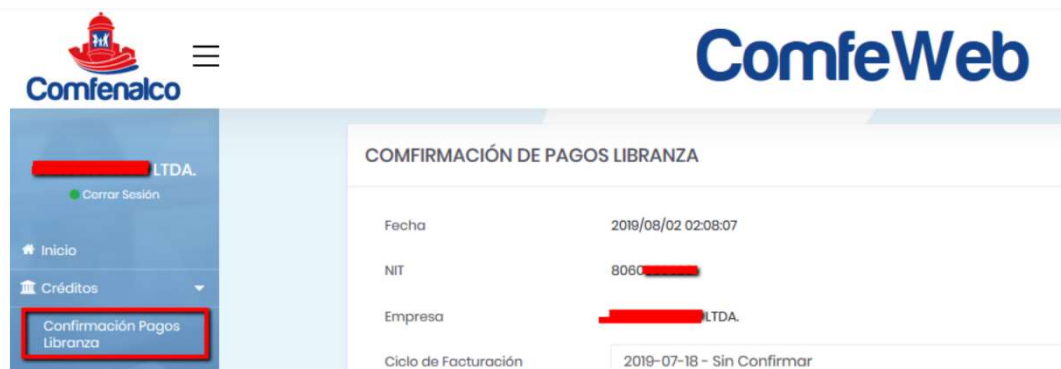 Comfenalco
ComfeWeb
LTDA.
Cerrar Sesión
Inicio
Créditos
Confirmación Pagos
Libranza
COMFIRMACIÓN DE PAGOS LIBRANZA
Fecha 2019/08/02 02:08:07
NIT 8060
Empresa LTDA.
Ciclo de Facturación 2019-07-18 - Sin Confirmar